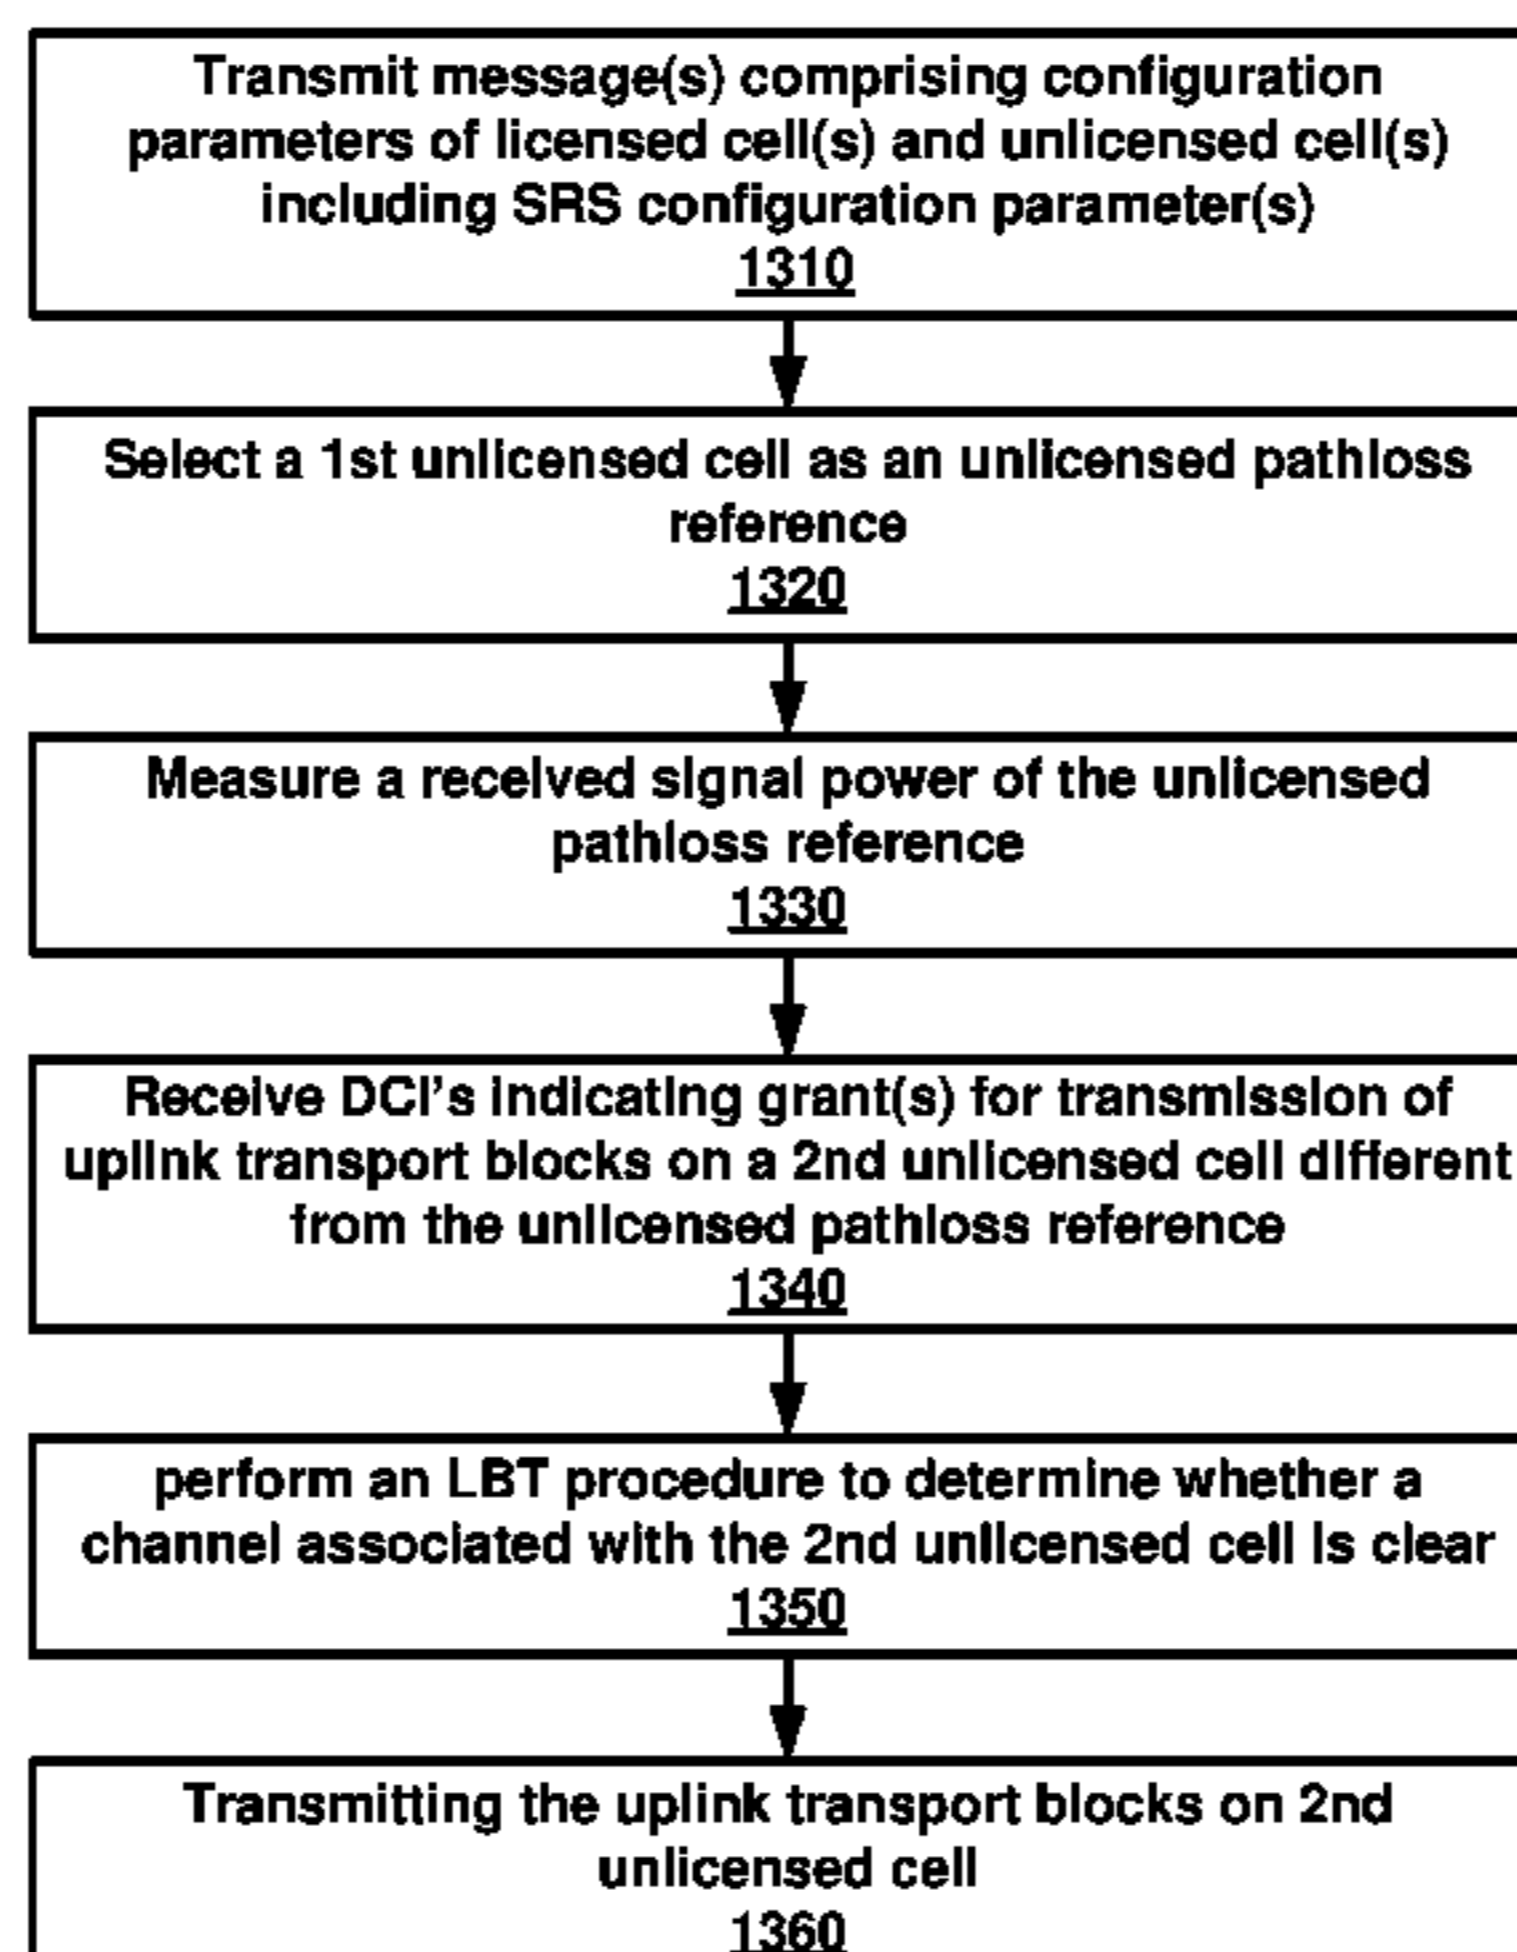 Transmit message(s) comprising configuration
parameters of licensed cell(s) and unlicensed cell(s)
including SRS configuration parameter(s)
1310
Select a 1st unlicensed cell as an unlicensed pathloss
reference
1320
Measure a received signal power of the unlicensed
pathloss reference
1330
Receive DCI's indicating grant(s) for transmission of
uplink transport blocks on a 2nd unlicensed cell different
from the unlicensed pathloss reference
1340
perform an LBT procedure to determine whether a
channel associated with the 2nd unlicensed cell is clear
1350
Transmitting the uplink transport blocks on 2nd
unlicensed cell
1360